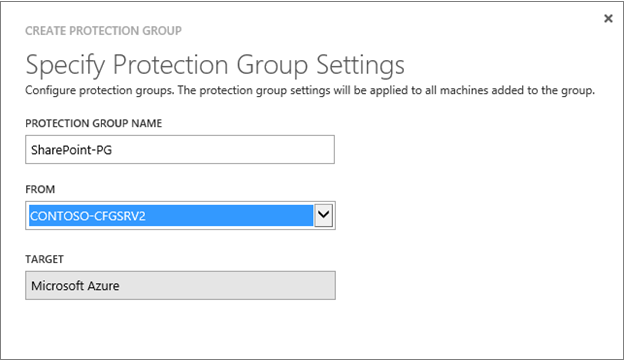 CREATE PROTECTION GROUP
Specify Protection Group Settings
Configure protection groups. The protection group settings will be applied to all machines added to the group.
PROTECTION GROUP NAME
SharePoint-PG
FROM
CONTOSO-CFGSRV2
TARGET
Microsoft Azure